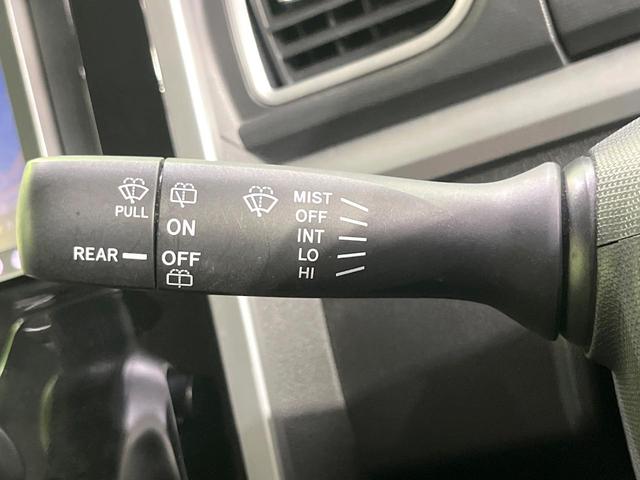 PULL
REAR
ON
OFF
MIST
OFF
INT
LO
HI